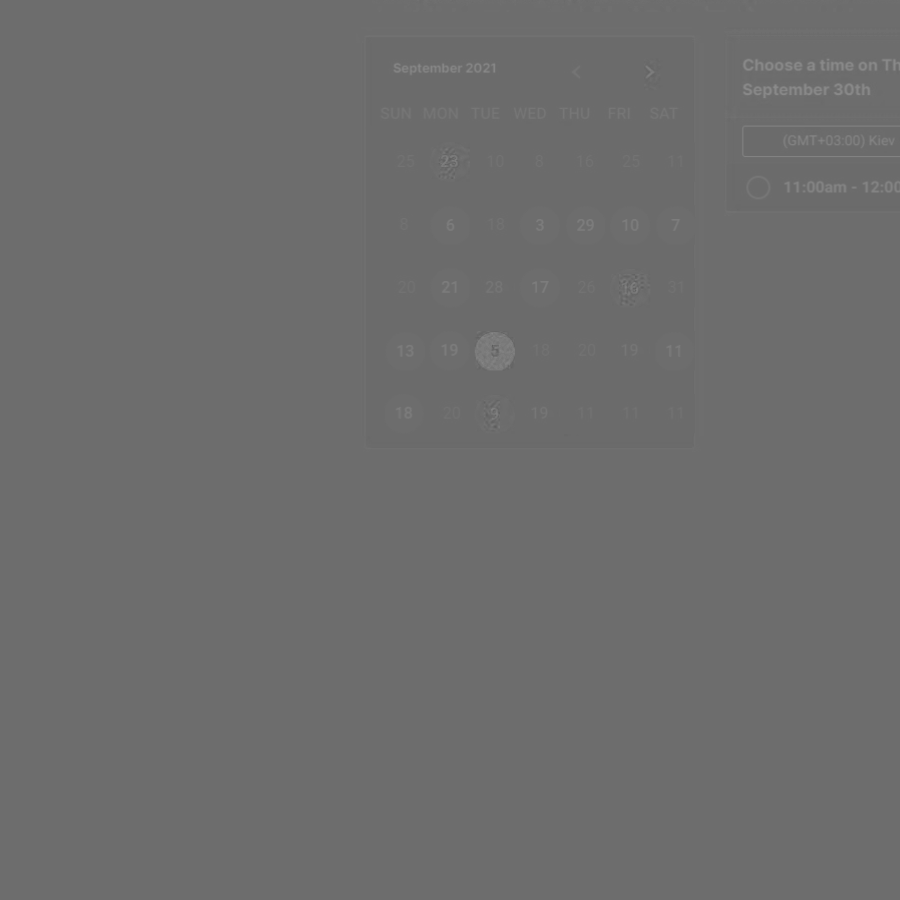 September 2021
SUN MON TUE WED THU FRI SAT
25 23 10 8 16 25 11
8 6 18 3 29 10 7
20 21 28 17 26 16 31
13 19 5 18 20 19 11
18 20 9 19 11 11 11
Choose a time on Th
September 30th
(GMT+03:00) Kiev
11:00am - 12:00